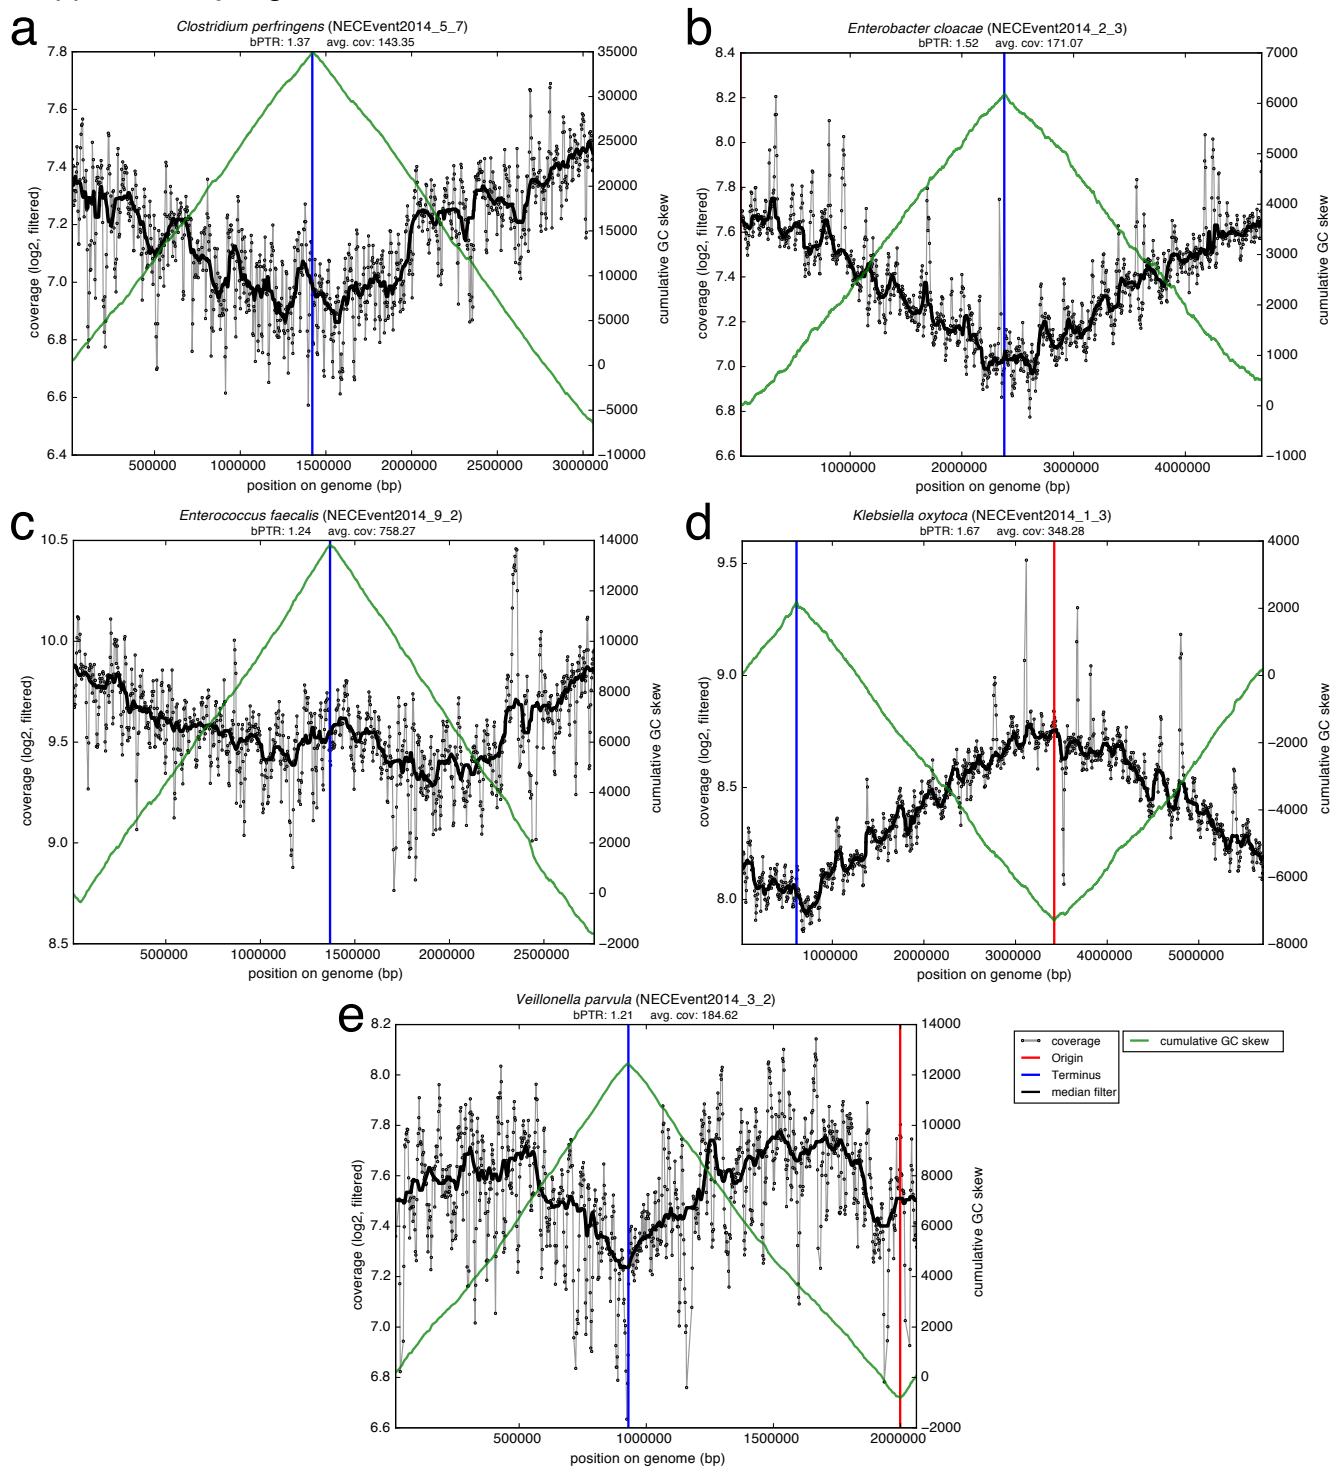 a
Clostridium perfringens (NECEvent2014_5_7)
bPTR: 1.37 avg. cov: 143.35
7.8
7.6
7.4
7.2
7.0
6.8
6.6
6.4
coverage (log2, filtered)
35000
30000
25000
20000
15000
10000
5000
0
−5000
−10000
cumulative GC skew
500000 1000000 1500000 2000000 2500000 3000000
position on genome (bp)
b
Enterobacter cloacae (NECEvent2014_2_3)
bPTR: 1.52 avg. cov: 171.07
8.4
8.2
8.0
7.8
7.6
7.4
7.2
7.0
6.8
6.6
coverage (log2, filtered)
7000
6000
5000
4000
3000
2000
1000
0
−1000
cumulative GC skew
1000000 2000000 3000000 4000000
position on genome (bp)
c
Enterococcus faecalis (NECEvent2014_9_2)
bPTR: 1.24 avg. cov: 758.27
10.5
10.0
9.5
9.0
8.5
coverage (log2, filtered)
14000
12000
10000
8000
6000
4000
2000
0
−2000
cumulative GC skew
500000 1000000 1500000 2000000 2500000
position on genome (bp)
d
Klebsiella oxytoca (NECEvent2014_1_3)
bPTR: 1.67 avg. cov: 348.28
9.5
9.0
8.5
8.0
coverage (log2, filtered)
4000
2000
0
−2000
−4000
−6000
−8000
cumulative GC skew
1000000 2000000 3000000 4000000 5000000
position on genome (bp)
e
Veillonella parvula (NECEvent2014_3_2)
bPTR: 1.21 avg. cov: 184.62
8.2
8.0
7.8
7.6
7.4
7.2
7.0
6.8
6.6
coverage (log2, filtered)
14000
12000
10000
8000
6000
4000
2000
0
−2000
cumulative GC skew
500000 1000000 1500000 2000000
position on genome (bp)
coverage
Origin
Terminus
median filter
cumulative GC skew